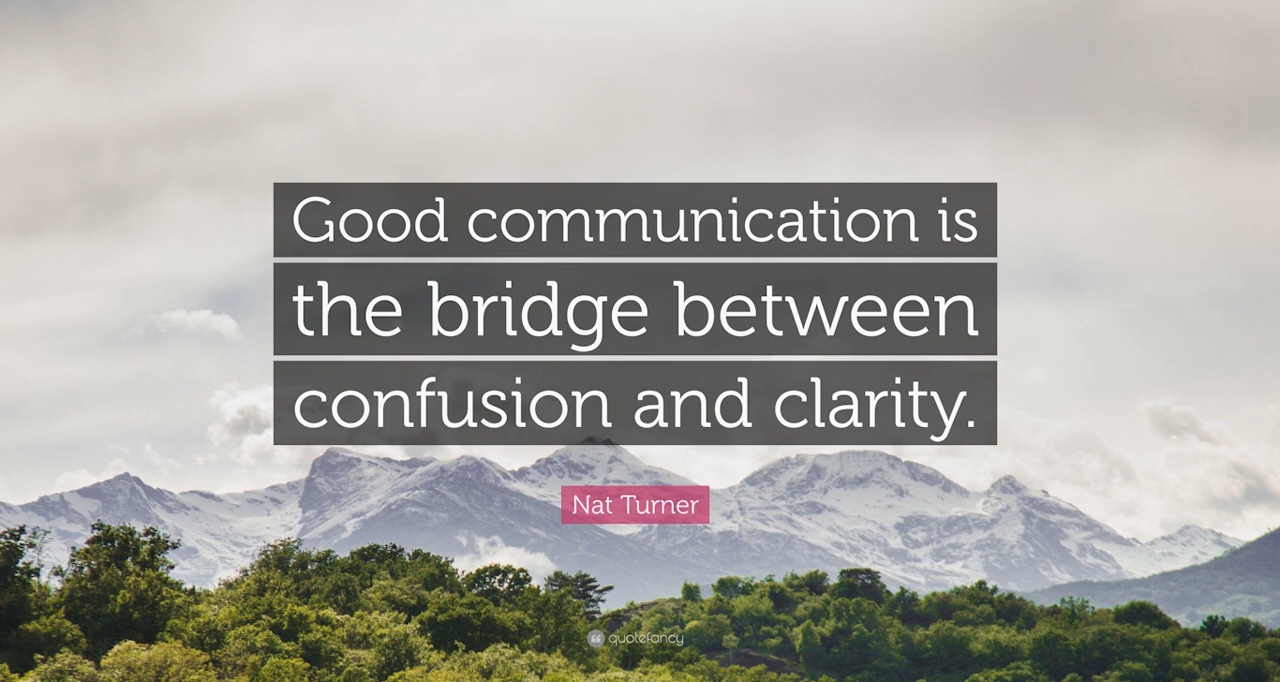 Good communication is
the bridge between
confusion and clarity.
Nat Turner
quotefancy